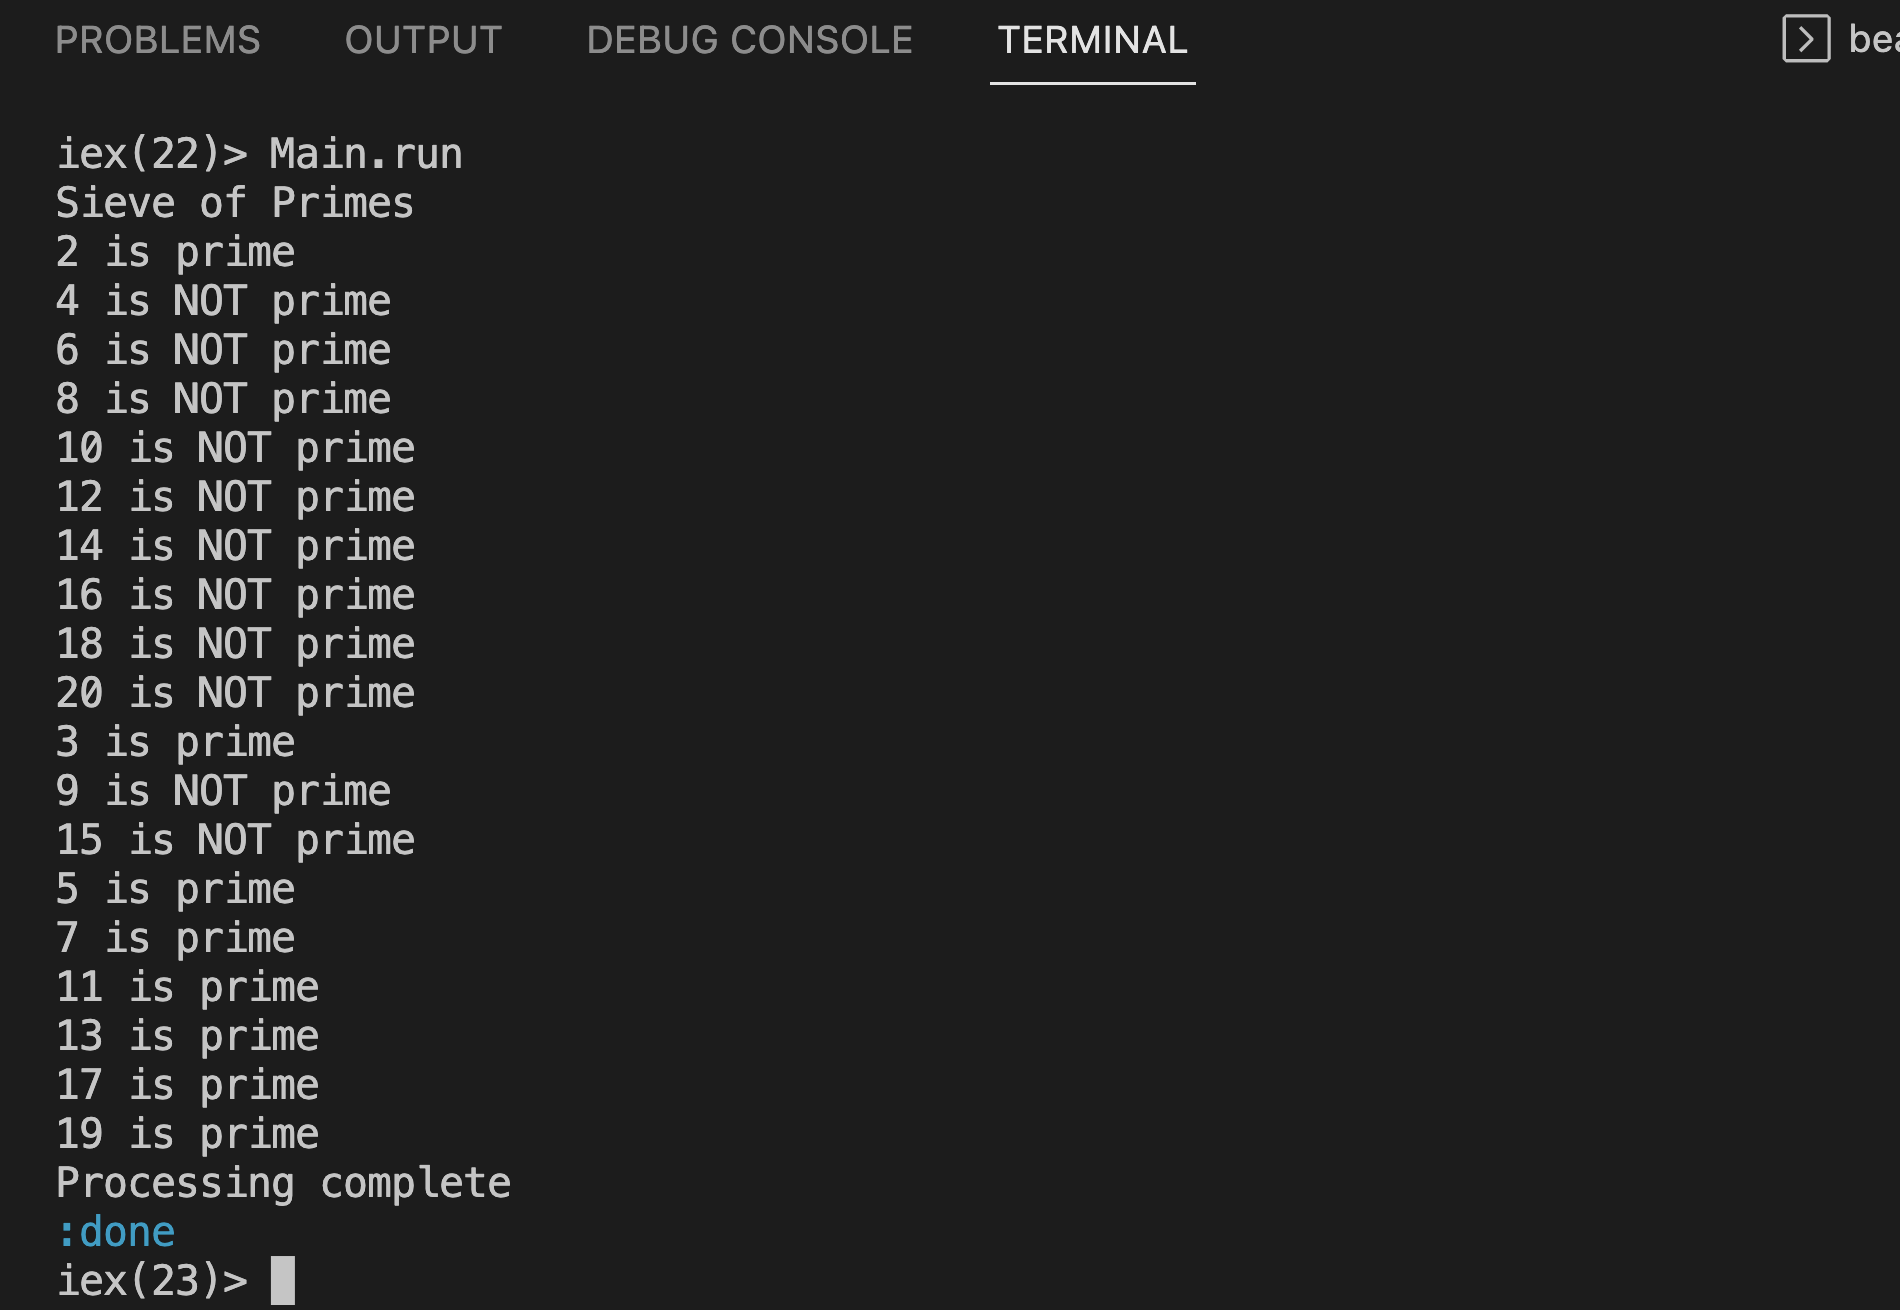 PROBLEMS OUTPUT DEBUG CONSOLE TERMINAL
iex(22)> Main.run
Sieve of Primes
2 is prime
4 is NOT prime
6 is NOT prime
8 is NOT prime
10 is NOT prime
12 is NOT prime
14 is NOT prime
16 is NOT prime
18 is NOT prime
20 is NOT prime
3 is prime
9 is NOT prime
15 is NOT prime
5 is prime
7 is prime
11 is prime
13 is prime
17 is prime
19 is prime
Processing complete
:done
iex(23)>